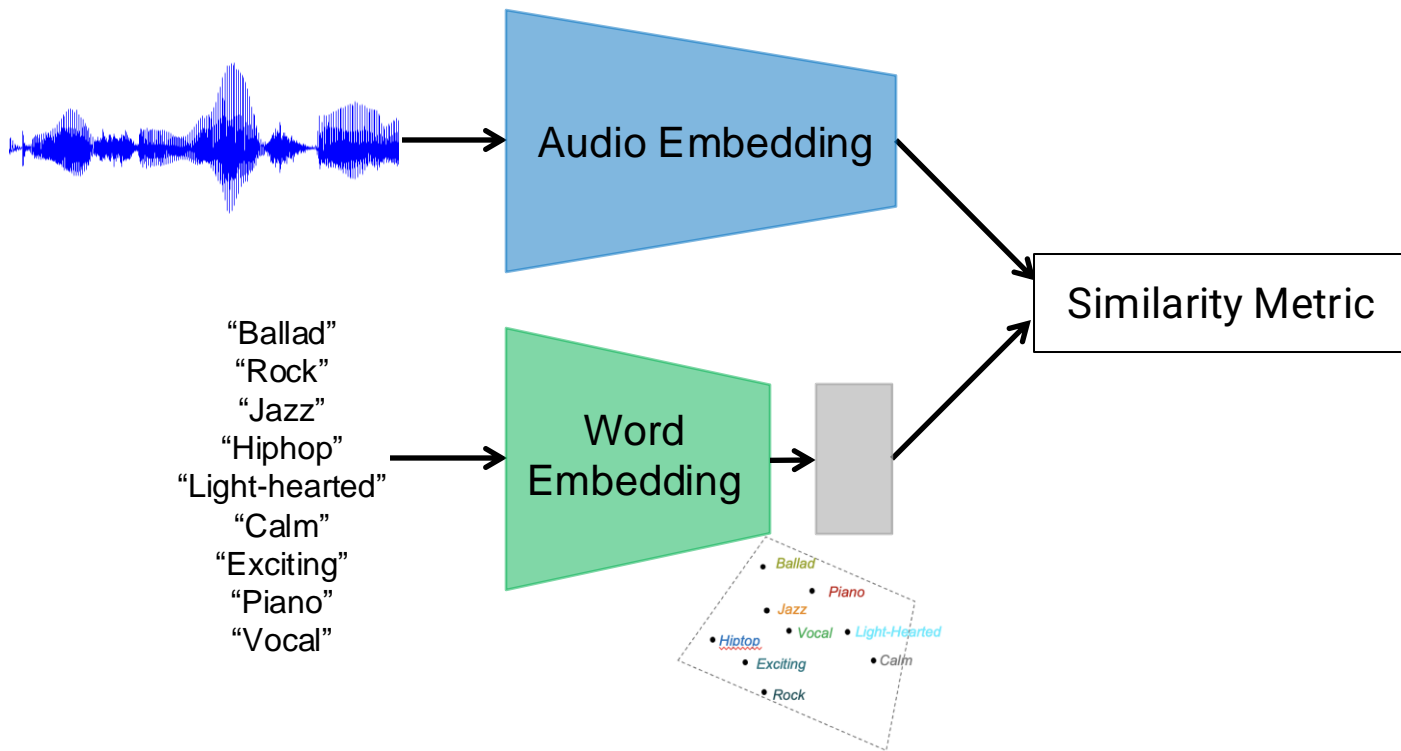 Audio Embedding
Similarity Metric
“Ballad”
“Rock”
“Jazz”
“Hiphop”
“Light-hearted”
“Calm”
“Exciting”
“Piano”
“Vocal”
Word
Embedding
Ballad
Piano
Jazz
Vocal
Light-Hearted
Hiptop
Calm
Exciting
Rock